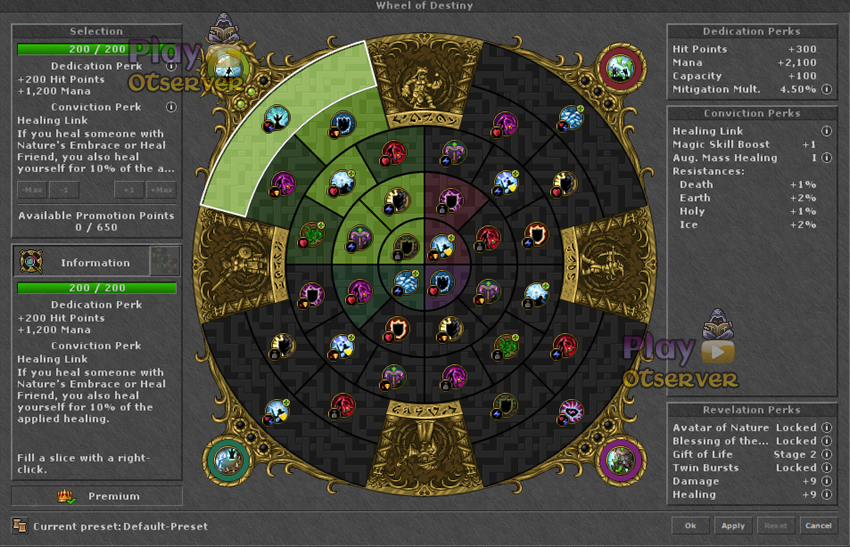 Wheel of Destiny
Selection
200 / 200
Dedication Perk
+200 Hit Points
+1,200 Mana
Conviction Perk
Healing Link
If you heal someone with
Nature's Embrace or Heal
Friend, you also heal
yourself for 10% of the a...
-Max
-1
+1
+Max
Available Promotion Points
0 / 650
Information
200 / 200
Dedication Perk
+200 Hit Points
+1,200 Mana
Conviction Perk
Healing Link
If you heal someone with
Nature's Embrace or Heal
Friend, you also heal
yourself for 10% of the
applied healing.
Fill a slice with a right-
click.
Premium
Current preset: Default-Preset
Play
OTserver
Play
OTserver
Dedication Perks
Hit Points +300
Mana +2,100
Capacity +100
Mitigation Mult. 4.50%
Conviction Perks
Healing Link
Magic Skill Boost +1
Aug. Mass Healing I
Resistances:
Death +1%
Earth +2%
Holy +1%
Ice +2%
Revelation Perks
Avatar of Nature Locked
Blessing of the... Locked
Gift of Life Stage 2
Twin Bursts Locked
Damage +9
Healing +9
Ok
Apply
Reset
Cancel